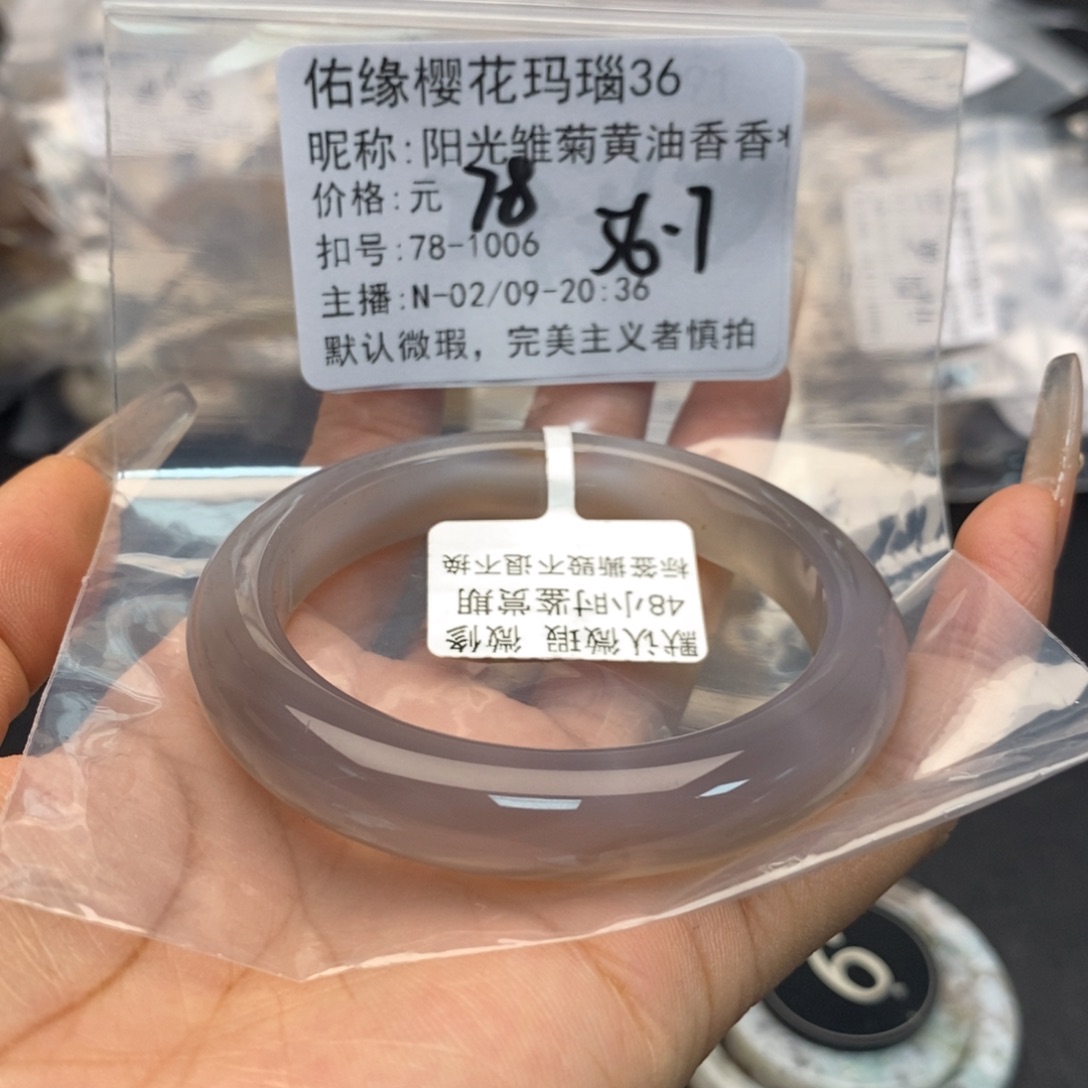 佑缘樱花玛瑙36
昵称:阳光雏菊黄油香香*
价格:元 78
56.1
扣号:78-1006
主播:N-02/09-20:36
默认微瑕，完美主义者慎拍
默认微瑕 微修
48小时鉴赏期
标签撕毁不退不换